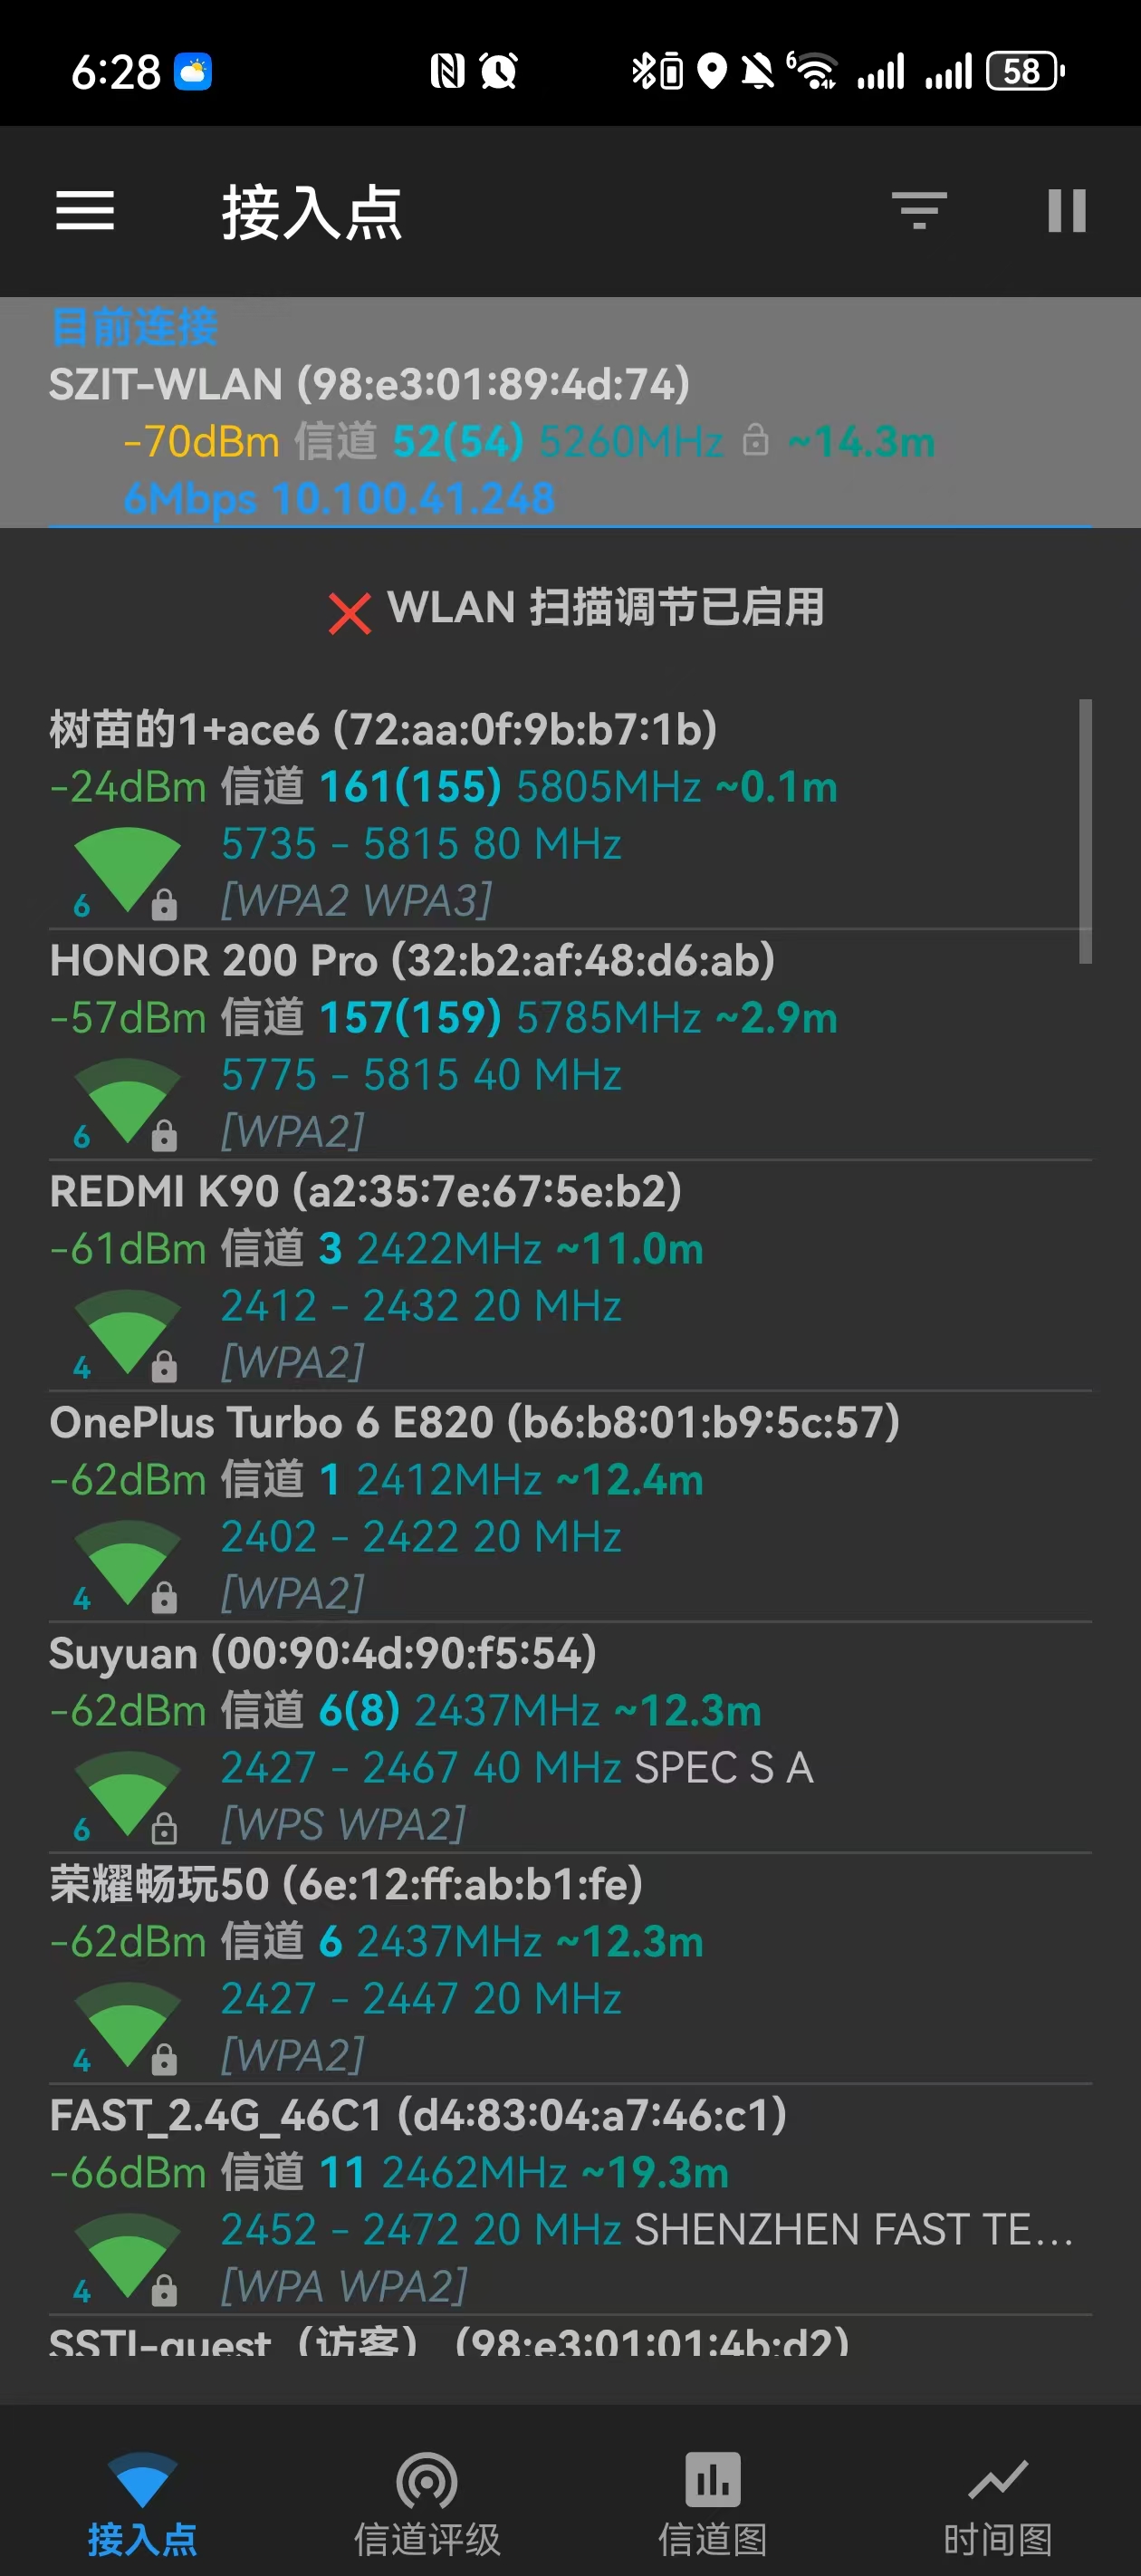 6:28
6
58
接入点
目前连接
SZIT-WLAN (98:e3:01:89:4d:74)
-70dBm 信道 52(54) 5260MHz ~14.3m
6Mbps 10.100.41.248
WLAN 扫描调节已启用
树苗的1+ace6 (72:aa:0f:9b:b7:1b)
-24dBm 信道 161(155) 5805MHz ~0.1m
5735 - 5815 80 MHz
6 [WPA2 WPA3]
HONOR 200 Pro (32:b2:af:48:d6:ab)
-57dBm 信道 157(159) 5785MHz ~2.9m
5775 - 5815 40 MHz
6 [WPA2]
REDMI K90 (a2:35:7e:67:5e:b2)
-61dBm 信道 3 2422MHz ~11.0m
2412 - 2432 20 MHz
4 [WPA2]
OnePlus Turbo 6 E820 (b6:b8:01:b9:5c:57)
-62dBm 信道 1 2412MHz ~12.4m
2402 - 2422 20 MHz
4 [WPA2]
Suyuan (00:90:4d:90:f5:54)
-62dBm 信道 6(8) 2437MHz ~12.3m
2427 - 2467 40 MHz SPEC S A
6 [WPS WPA2]
荣耀畅玩50 (6e:12:ff:ab:b1:fe)
-62dBm 信道 6 2437MHz ~12.3m
2427 - 2447 20 MHz
4 [WPA2]
FAST_2.4G_46C1 (d4:83:04:a7:46:c1)
-66dBm 信道 11 2462MHz ~19.3m
2452 - 2472 20 MHz SHENZHEN FAST TE...
4 [WPA WPA2]
SSTI-guest（访客） (98:e3:01:01:4b:d2)
接入点
信道评级
信道图
时间图